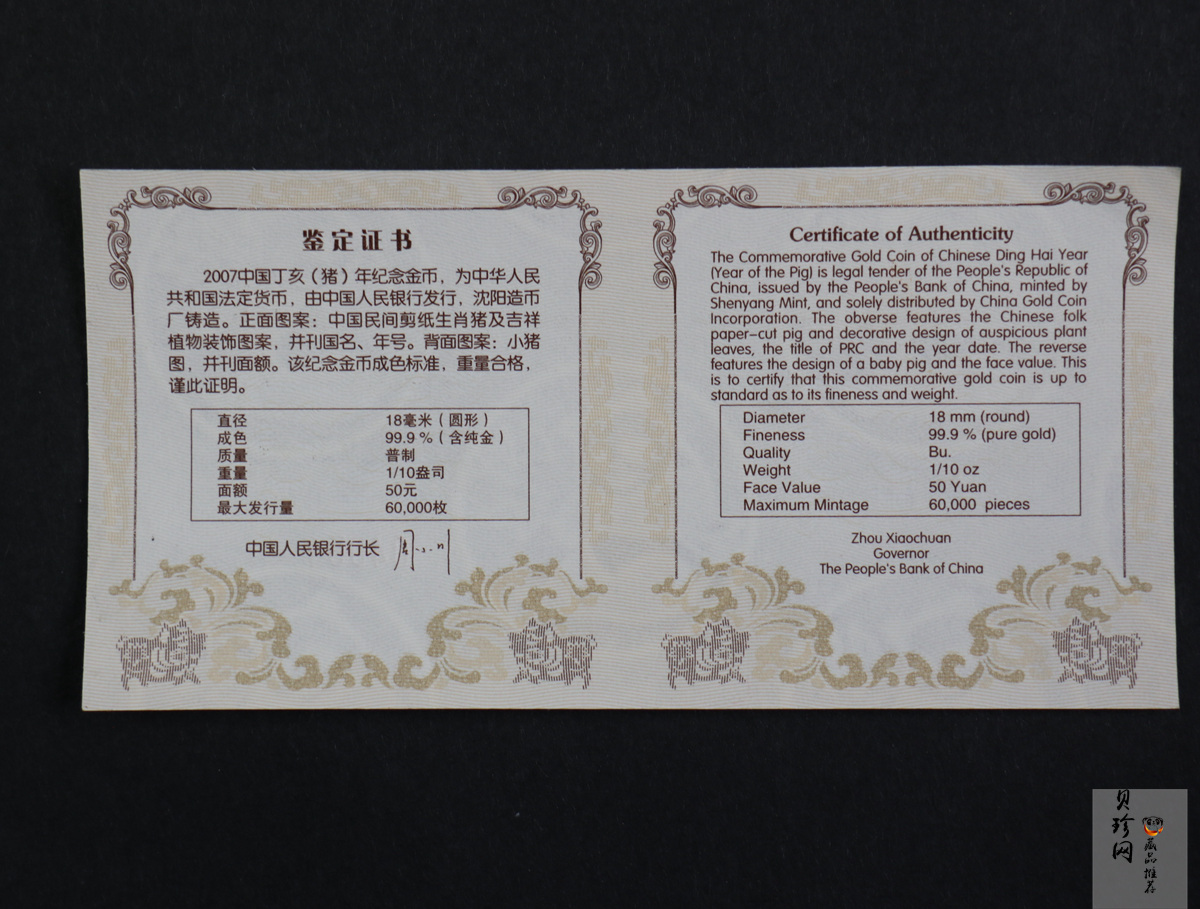 鉴定证书
2007中国丁亥（猪）年纪念金币，为中华人民
共和国法定货币，由中国人民银行发行，沈阳造币
厂铸造。正面图案：中国民间剪纸生肖猪及吉祥
植物装饰图案，并刊国名、年号。背面图案：小猪
图，并刊面额。该纪念金币成色标准，重量合格，
谨此证明。
直径 18毫米（圆形）
成色 99.9%（含纯金）
质量 普制
重量 1/10盎司
面额 50元
最大发行量 60,000枚
中国人民银行行长 周小川
Certificate of Authenticity
The Commemorative Gold Coin of Chinese Ding Hai Year
(Year of the Pig) is legal tender of the People's Republic of
China, issued by the People's Bank of China, minted by
Shenyang Mint, and solely distributed by China Gold Coin
Incorporation. The obverse features the Chinese folk
paper-cut pig and decorative design of auspicious plant
leaves, the title of PRC and the year date. The reverse
features the design of a baby pig and the face value. This
is to certify that this commemorative gold coin is up to
standard as to its fineness and weight.
Diameter 18 mm (round)
Fineness 99.9 % (pure gold)
Quality Bu.
Weight 1/10 oz
Face Value 50 Yuan
Maximum Mintage 60,000 pieces
Zhou Xiaochuan
Governor
The People's Bank of China
贝珍网
藏品推荐